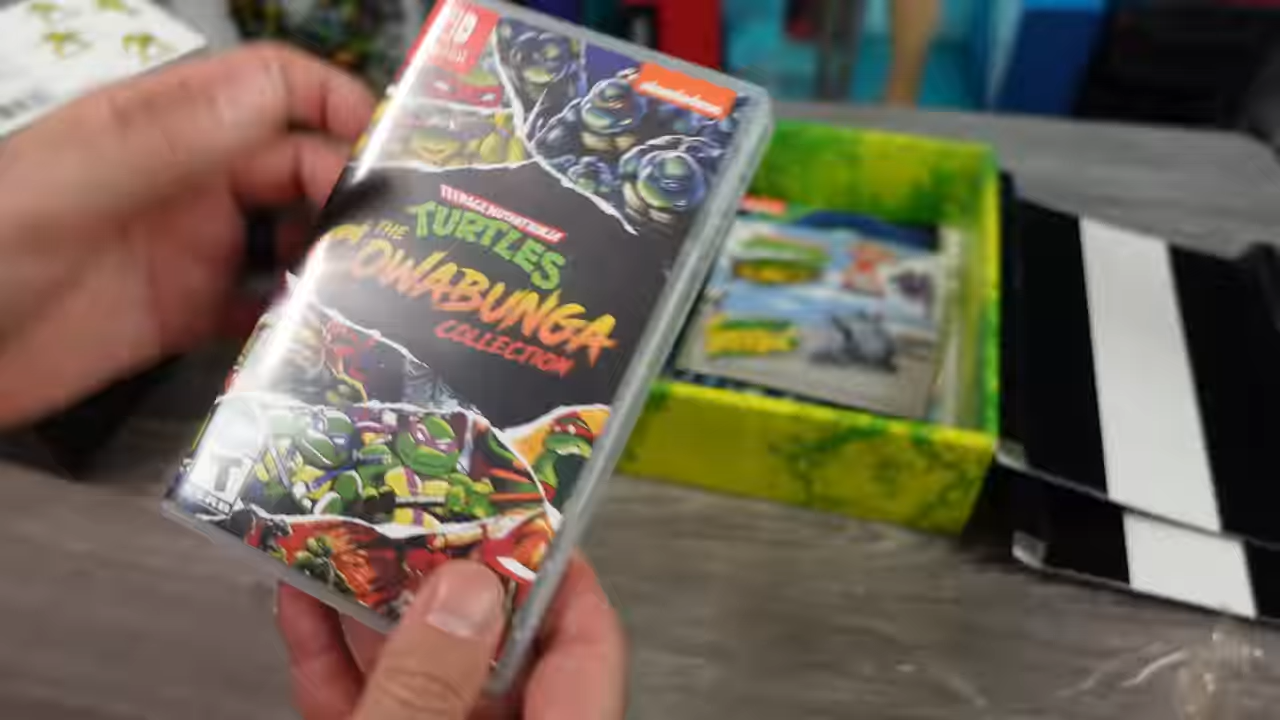 nickelodeon
TEENAGE MUTANT NINJA
TURTLES
THE
COWABUNGA
COLLECTION
T